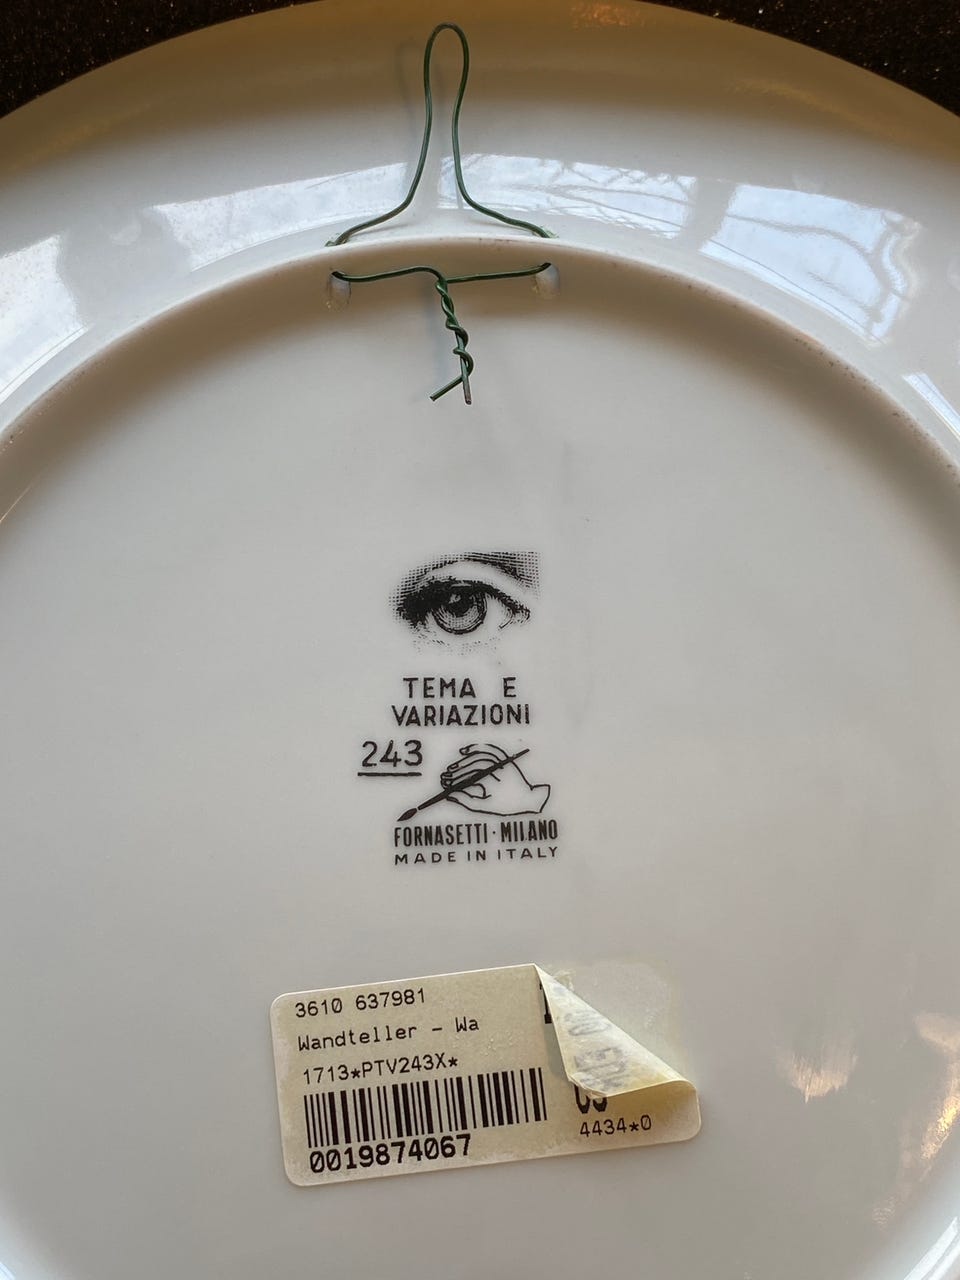 TEMA E
VARIAZIONI
243
FORNASETTI · MILANO
MADE IN ITALY
3610 637981
Wandteller - Wa
1713*PTV243X*
0019874067
4434*0